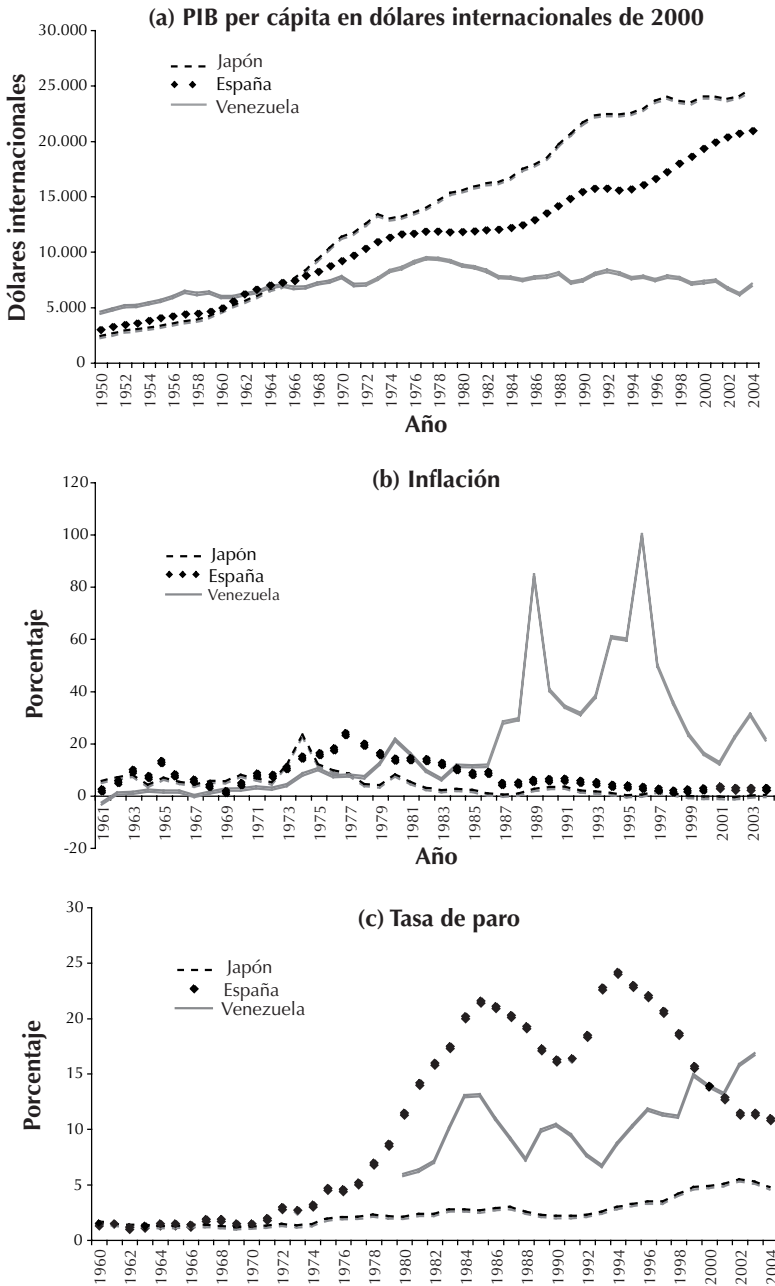 (a) PIB per cápita en dólares internacionales de 2000
30.000
25.000
20.000
15.000
10.000
5.000
0
Dólares internacionales
Japón
España
Venezuela
1950 1952 1954 1956 1958 1960 1962 1964 1966 1968 1970 1972 1974 1976 1978 1980 1982 1984 1986 1988 1990 1992 1994 1996 1998 2000 2002 2004
Año
(b) Inflación
120
100
80
60
40
20
0
-20
Porcentaje
Japón
España
Venezuela
1961 1963 1965 1967 1969 1971 1973 1975 1977 1979 1981 1983 1985 1987 1989 1991 1993 1995 1997 1999 2001 2003
Año
(c) Tasa de paro
30
25
20
15
10
5
0
Porcentaje
Japón
España
Venezuela
1960 1962 1964 1966 1968 1970 1972 1974 1976 1978 1980 1982 1984 1986 1988 1990 1992 1994 1996 1998 2000 2002 2004